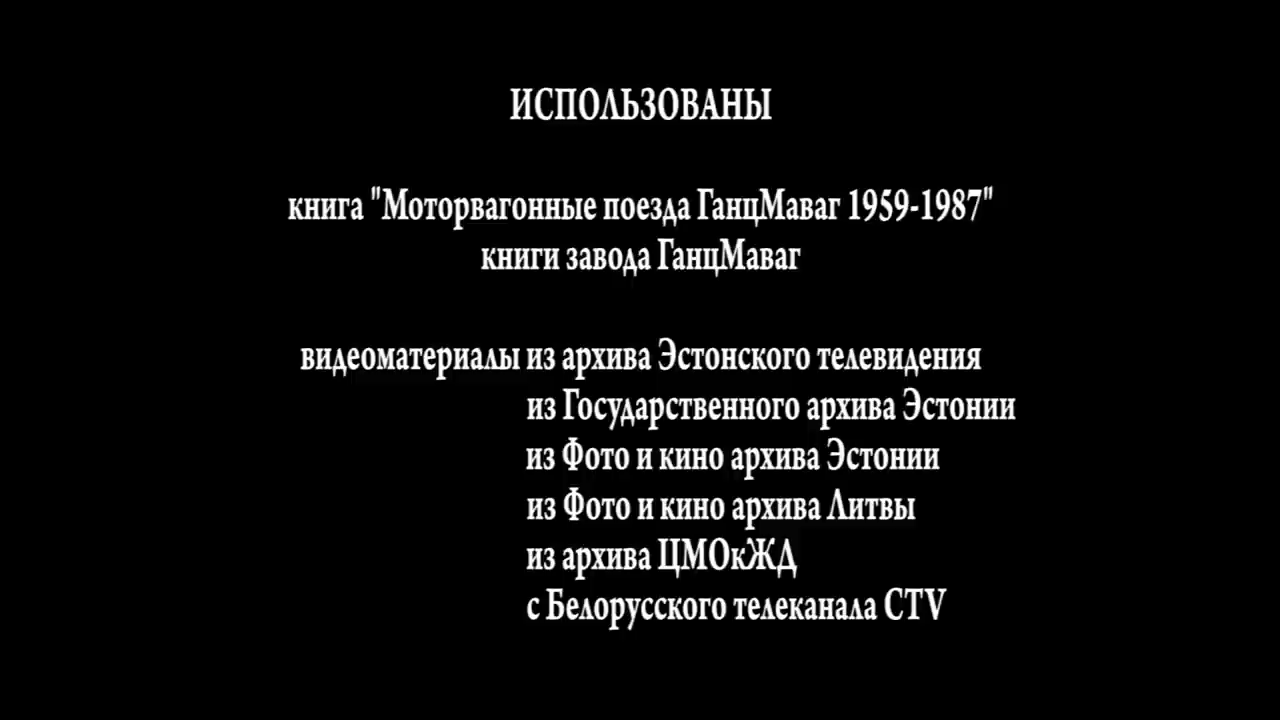 ИСПОЛЬЗОВАНЫ
книга "Моторвагонные поезда ГанцМаваг 1959-1987"
книги завода ГанцМаваг
видеоматериалы из архива Эстонского телевидения
из Государственного архива Эстонии
из Фото и кино архива Эстонии
из Фото и кино архива Литвы
из архива ЦМОкЖД
с Белорусского телеканала CTV